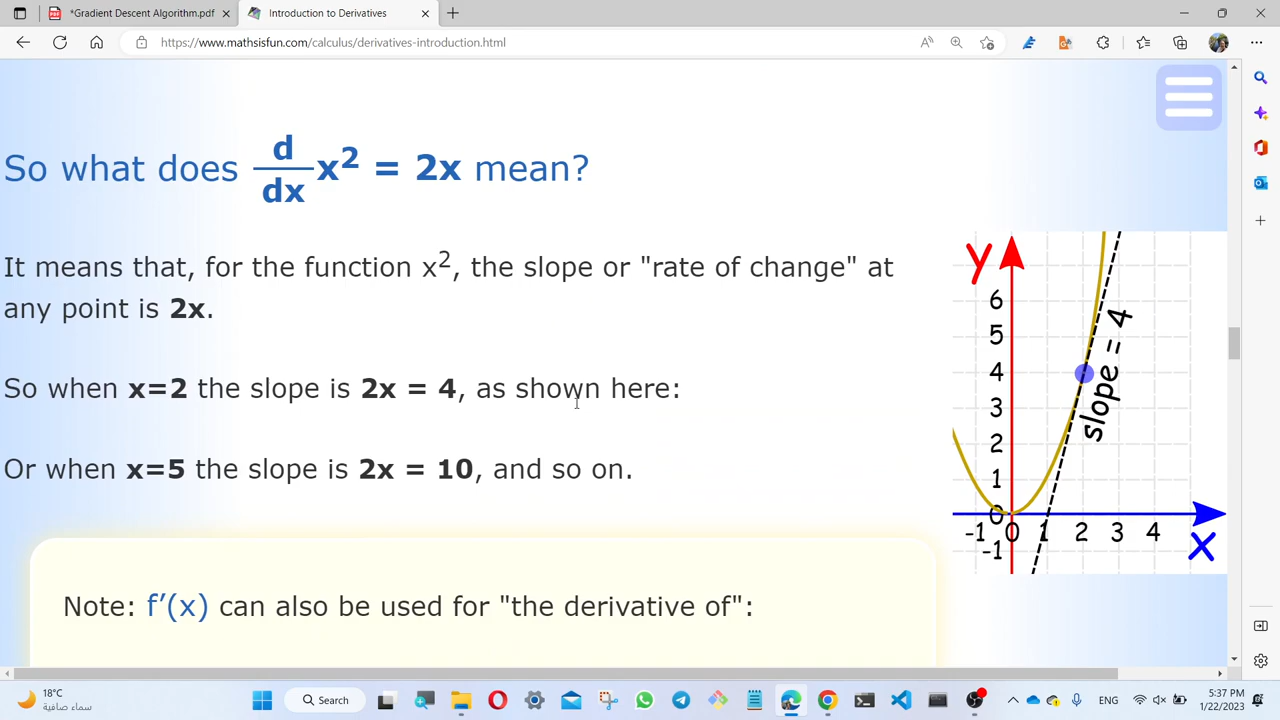 *Gradient Descent Algorithm.pdf
Introduction to Derivatives
https://www.mathsisfun.com/calculus/derivatives-introduction.html
So what does d/dx x² = 2x mean?
It means that, for the function x², the slope or "rate of change" at
any point is 2x.
So when x=2 the slope is 2x = 4, as shown here:
Or when x=5 the slope is 2x = 10, and so on.
Note: f’(x) can also be used for "the derivative of":
y
6
5
4
3
2
1
0
-1
-1 0 1 2 3 4
x
slope = 4
18°C
سماء صافية
Search
ENG
5:37 PM
1/22/2023